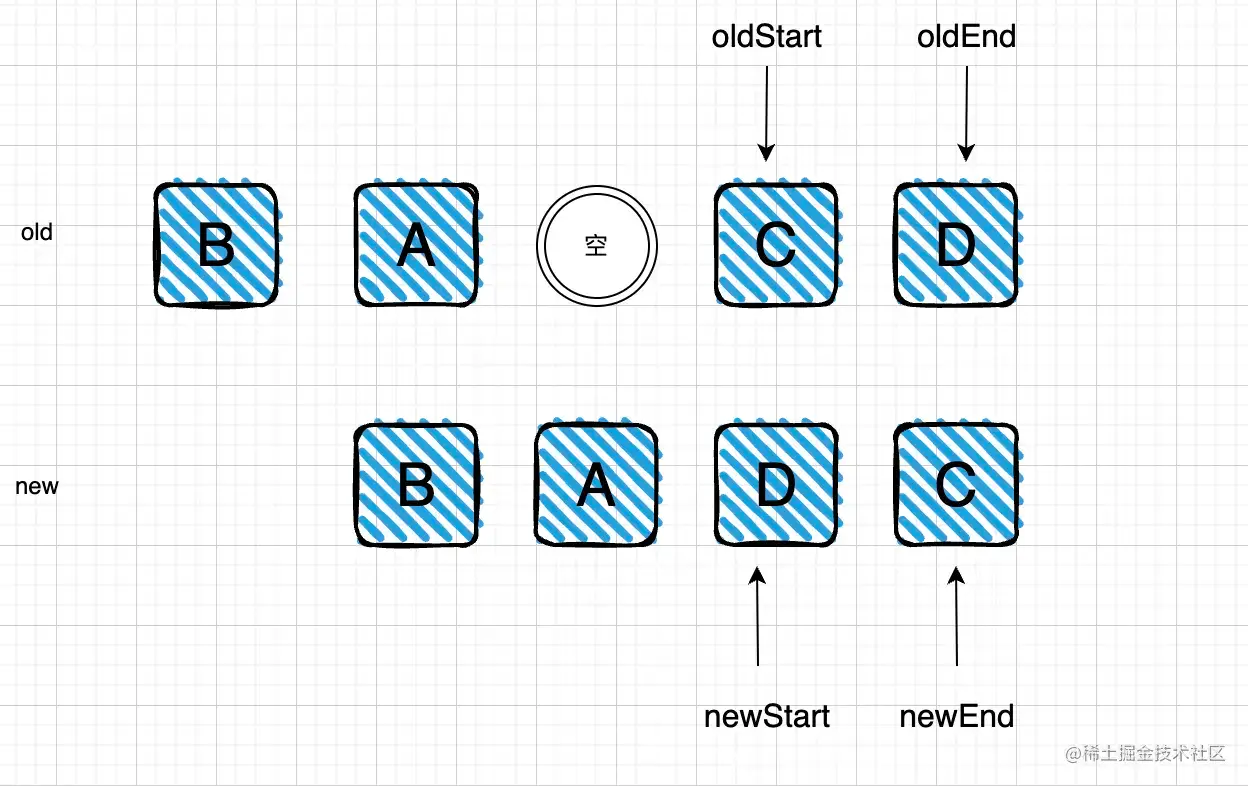 oldStart oldEnd
old B A 空 C D
new B A D C
newStart newEnd
@稀土掘金技术社区